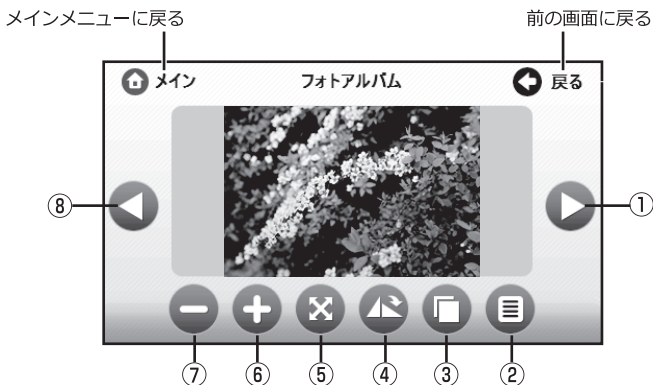 メインメニューに戻る
前の画面に戻る
メイン
フォトアルバム
戻る
⑧
①
⑦
⑥
⑤
④
③
②